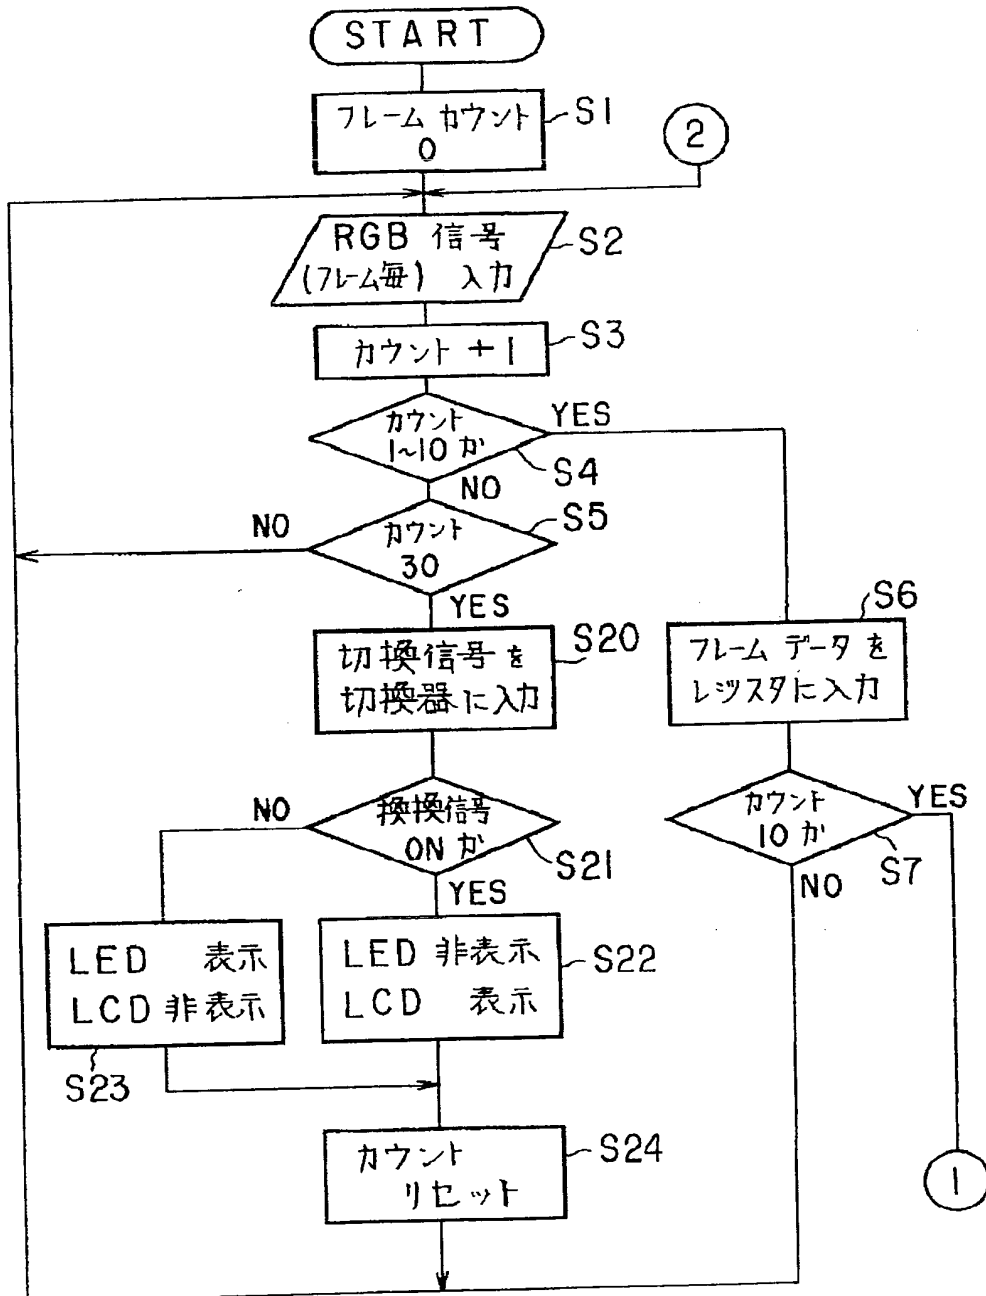 START
フレーム カウント
0
S1
2
RGB 信号
(フレーム毎) 入力
S2
カウント +1
S3
カウント
1~10 か
YES
S4
NO
カウント
30
S5
NO
YES
切換信号を
切換器に入力
S20
フレーム データを
レジスタに入力
S6
換換信号
ON か
NO
S21
YES
カウント
10 か
YES
S7
NO
LED 表示
LCD 非表示
S23
LED 非表示
LCD 表示
S22
カウント
リセット
S24
1